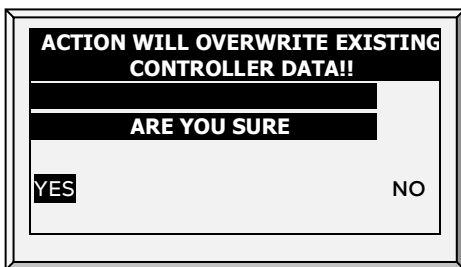 ACTION WILL OVERWRITE EXISTING
CONTROLLER DATA!!
ARE YOU SURE
YES NO